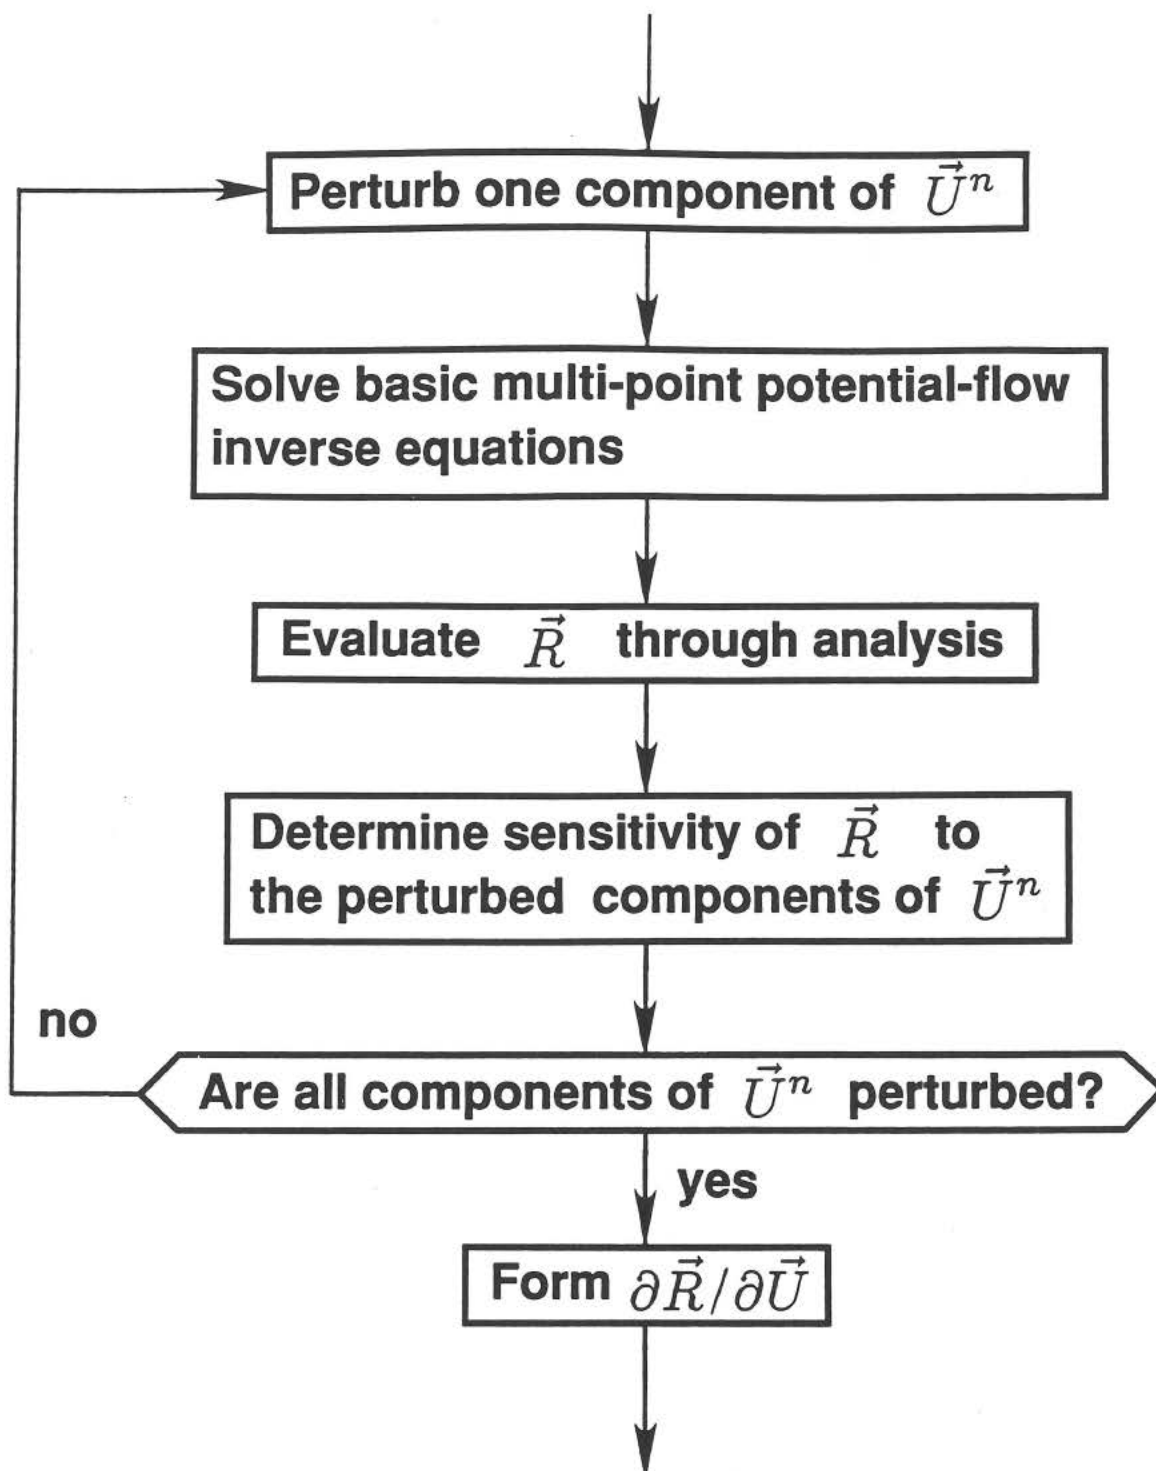 Perturb one component of $\vec{U}^n$
Solve basic multi-point potential-flow
inverse equations
Evaluate $\vec{R}$ through analysis
Determine sensitivity of $\vec{R}$ to
the perturbed components of $\vec{U}^n$
no
Are all components of $\vec{U}^n$ perturbed?
yes
Form $\partial\vec{R}/\partial\vec{U}$